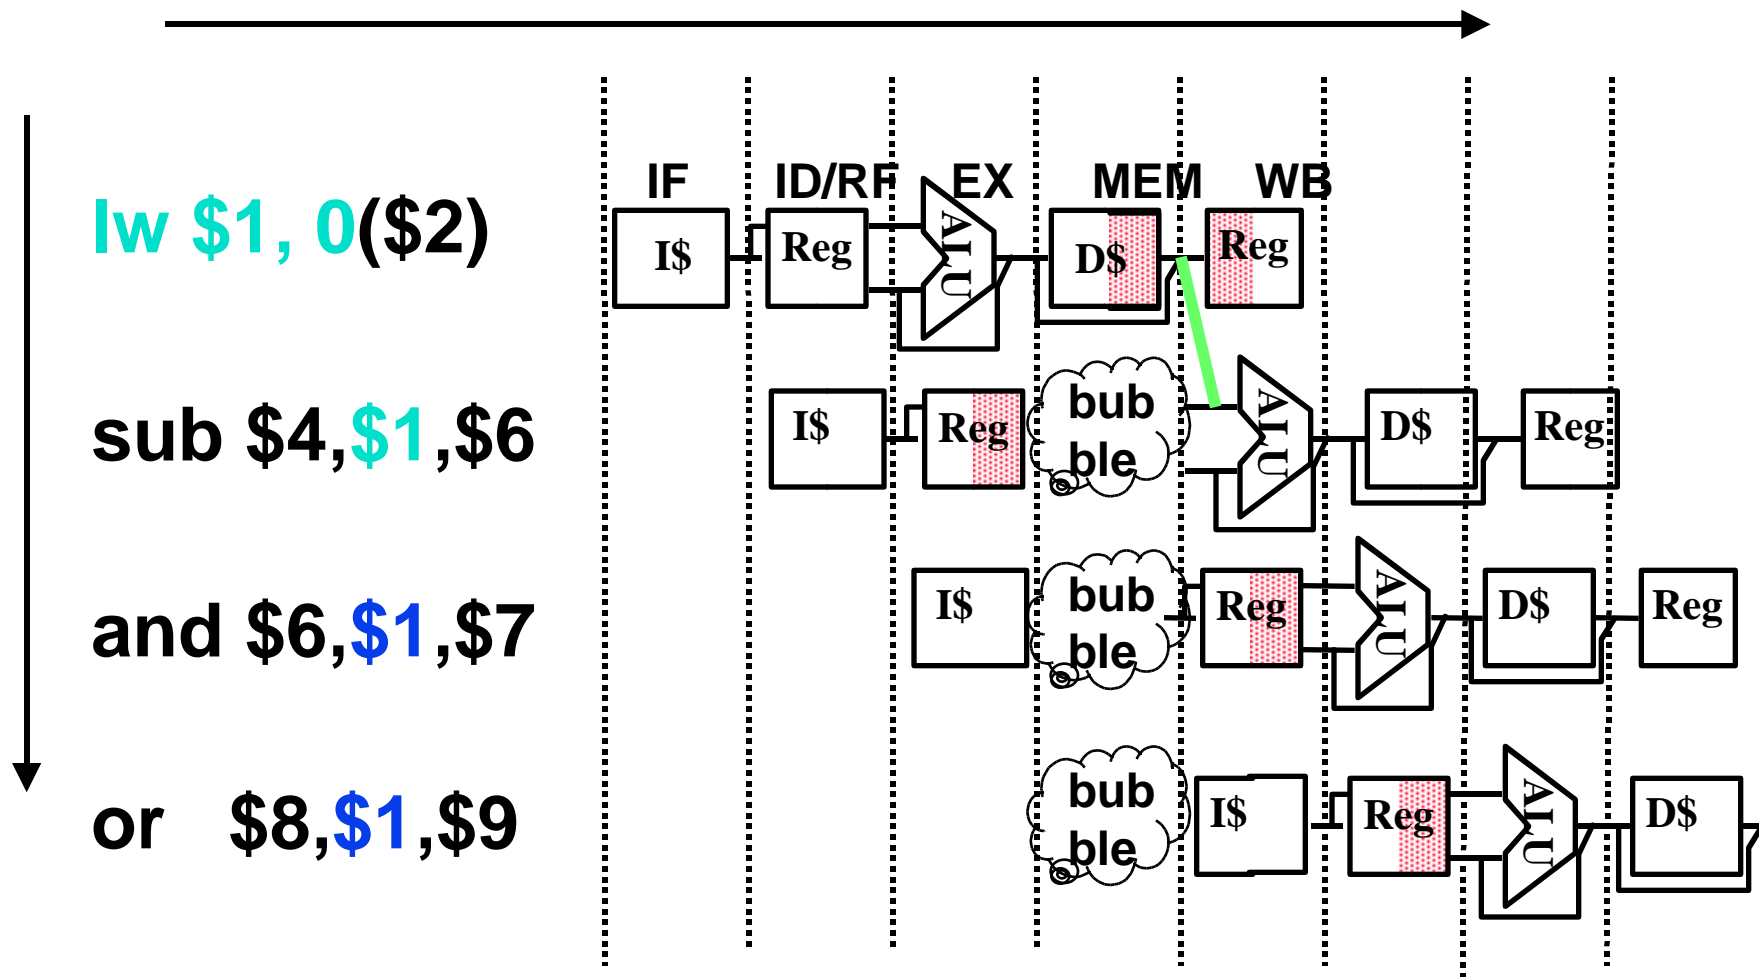 IF ID/RF EX MEM WB
lw $1, 0($2) I$ Reg ALU D$ Reg
sub $4,$1,$6 I$ Reg bub ble ALU D$ Reg
and $6,$1,$7 I$ bub ble Reg ALU D$ Reg
or $8,$1,$9 bub ble I$ Reg ALU D$